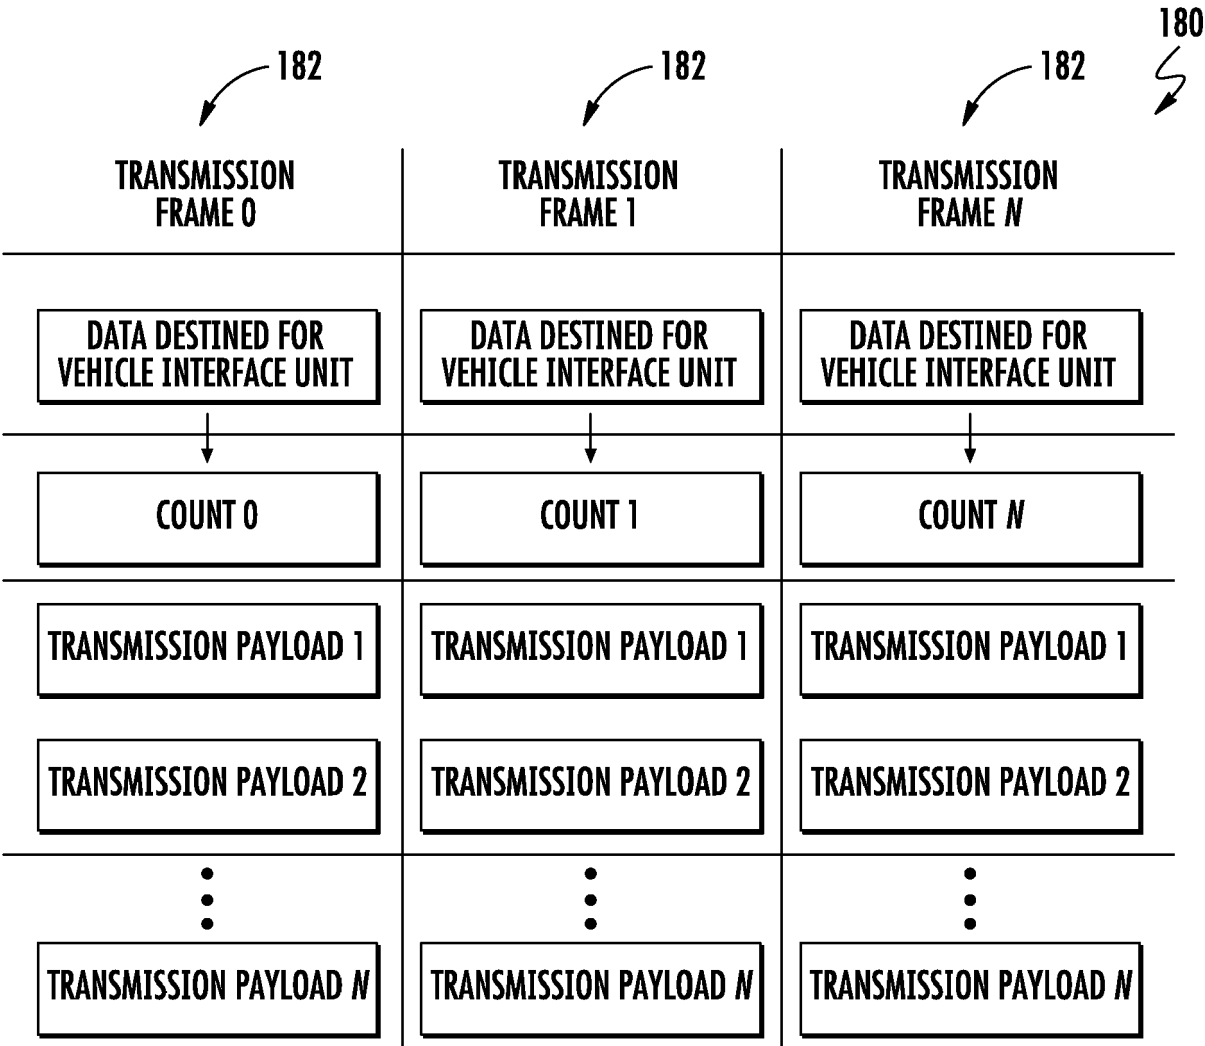 180
182
182
182
TRANSMISSION
FRAME 0
TRANSMISSION
FRAME 1
TRANSMISSION
FRAME N
DATA DESTINED FOR
VEHICLE INTERFACE UNIT
DATA DESTINED FOR
VEHICLE INTERFACE UNIT
DATA DESTINED FOR
VEHICLE INTERFACE UNIT
COUNT 0
COUNT 1
COUNT N
TRANSMISSION PAYLOAD 1
TRANSMISSION PAYLOAD 1
TRANSMISSION PAYLOAD 1
TRANSMISSION PAYLOAD 2
TRANSMISSION PAYLOAD 2
TRANSMISSION PAYLOAD 2
TRANSMISSION PAYLOAD N
TRANSMISSION PAYLOAD N
TRANSMISSION PAYLOAD N